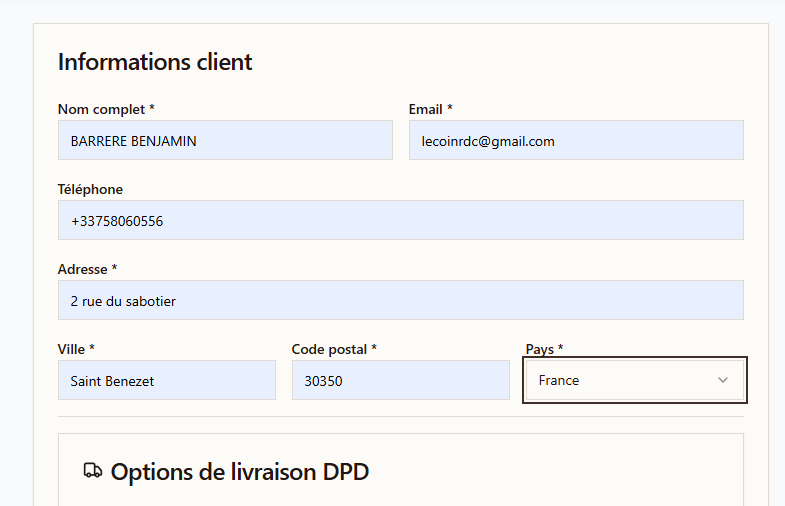 Informations client
Nom complet * Email *
BARRERE BENJAMIN lecoinrdc@gmail.com
Téléphone
+33758060556
Adresse *
2 rue du sabotier
Ville * Code postal * Pays *
Saint Benezet 30350 France
Options de livraison DPD